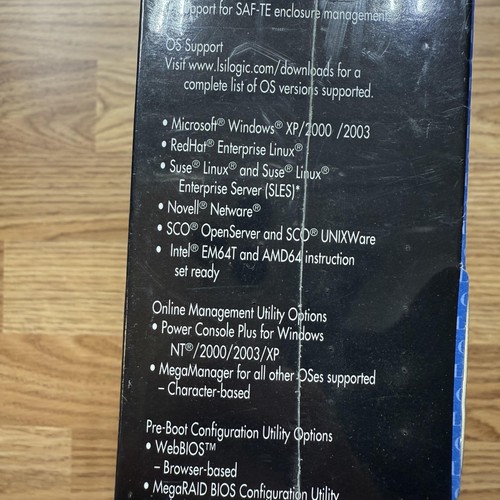 support for SAF-TE enclosure management
OS Support
Visit www.lsilogic.com/downloads for a
complete list of OS versions supported.
• Microsoft® Windows® XP/2000 /2003
• RedHat® Enterprise Linux®
• Suse® Linux® and Suse® Linux®
Enterprise Server (SLES)*
• Novell® Netware®
• SCO® OpenServer and SCO® UNIXWare
• Intel® EM64T and AMD64 instruction
set ready
Online Management Utility Options
• Power Console Plus for Windows
NT®/2000/2003/XP
• MegaManager for all other OSes supported
– Character-based
Pre-Boot Configuration Utility Options
• WebBIOS™
– Browser-based
• MegaRAID BIOS Configuration Utility